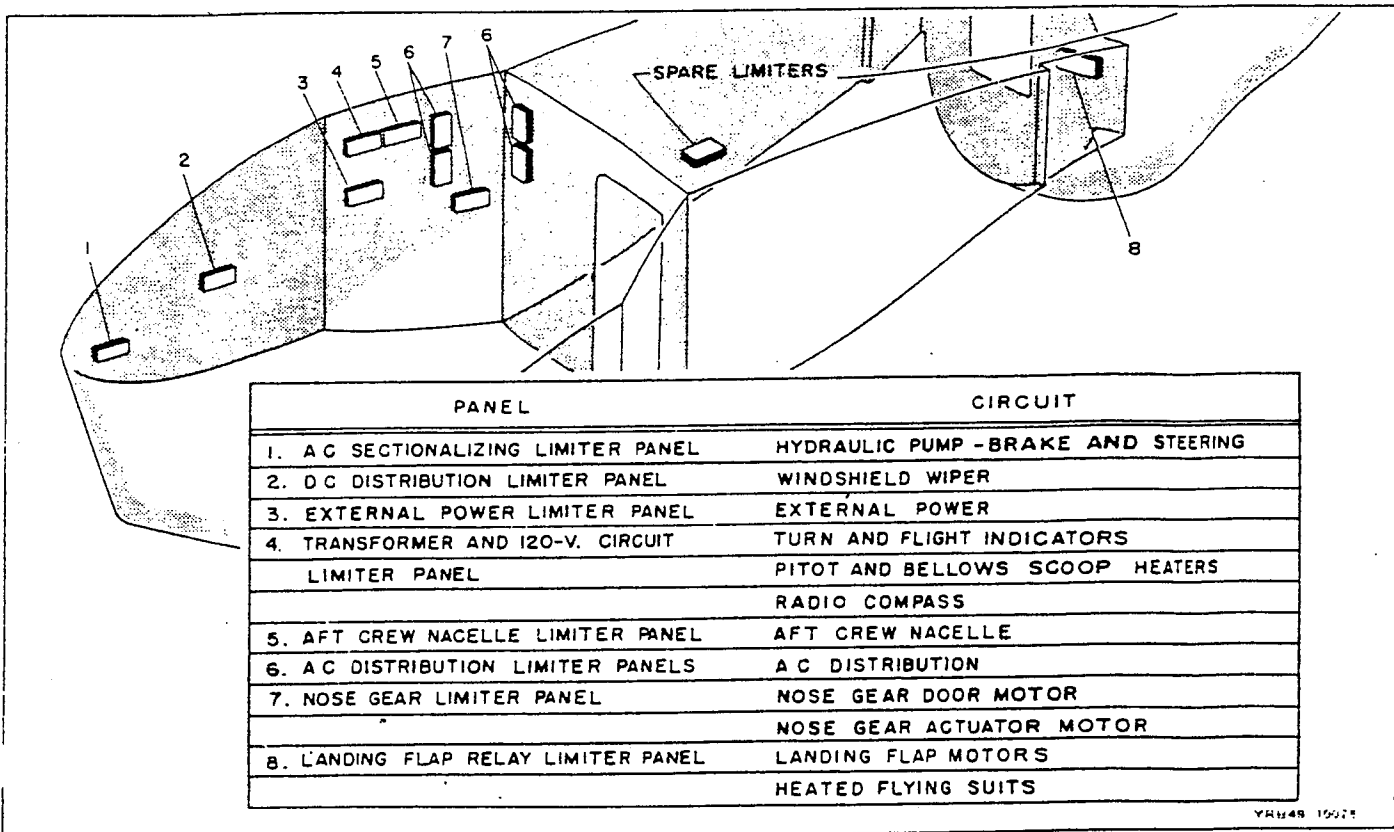 1
2
3
4
5
6
7
6
SPARE LIMITERS
8
PANEL CIRCUIT
1. A C SECTIONALIZING LIMITER PANEL HYDRAULIC PUMP - BRAKE AND STEERING
2. D C DISTRIBUTION LIMITER PANEL WINDSHIELD WIPER
3. EXTERNAL POWER LIMITER PANEL EXTERNAL POWER
4. TRANSFORMER AND 120-V. CIRCUIT TURN AND FLIGHT INDICATORS
LIMITER PANEL PITOT AND BELLOWS SCOOP HEATERS
RADIO COMPASS
5. AFT CREW NACELLE LIMITER PANEL AFT CREW NACELLE
6. A C DISTRIBUTION LIMITER PANELS A C DISTRIBUTION
7. NOSE GEAR LIMITER PANEL NOSE GEAR DOOR MOTOR
NOSE GEAR ACTUATOR MOTOR
8. LANDING FLAP RELAY LIMITER PANEL LANDING FLAP MOTORS
HEATED FLYING SUITS
YRB49